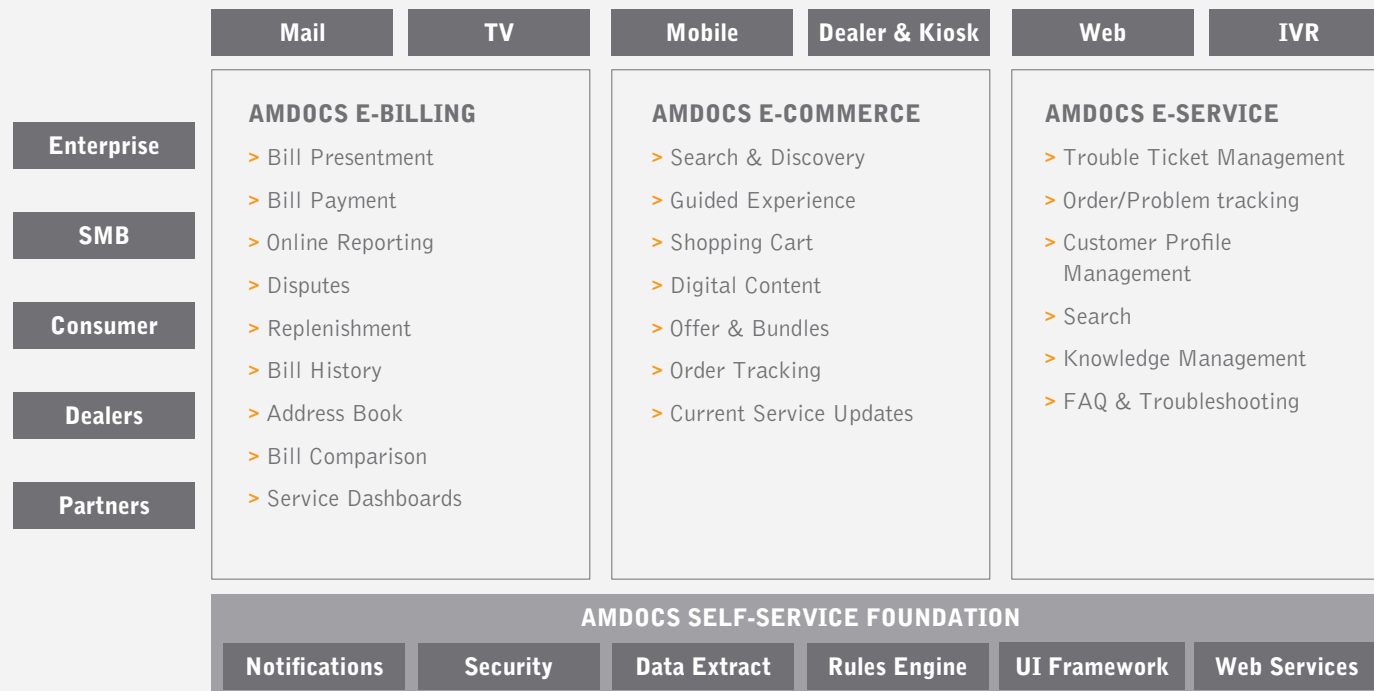 Mail
TV
Mobile
Dealer & Kiosk
Web
IVR
Enterprise
SMB
Consumer
Dealers
Partners
AMDOCS E-BILLING
> Bill Presentment
> Bill Payment
> Online Reporting
> Disputes
> Replenishment
> Bill History
> Address Book
> Bill Comparison
> Service Dashboards
AMDOCS E-COMMERCE
> Search & Discovery
> Guided Experience
> Shopping Cart
> Digital Content
> Offer & Bundles
> Order Tracking
> Current Service Updates
AMDOCS E-SERVICE
> Trouble Ticket Management
> Order/Problem tracking
> Customer Profile
Management
> Search
> Knowledge Management
> FAQ & Troubleshooting
AMDOCS SELF-SERVICE FOUNDATION
Notifications
Security
Data Extract
Rules Engine
UI Framework
Web Services